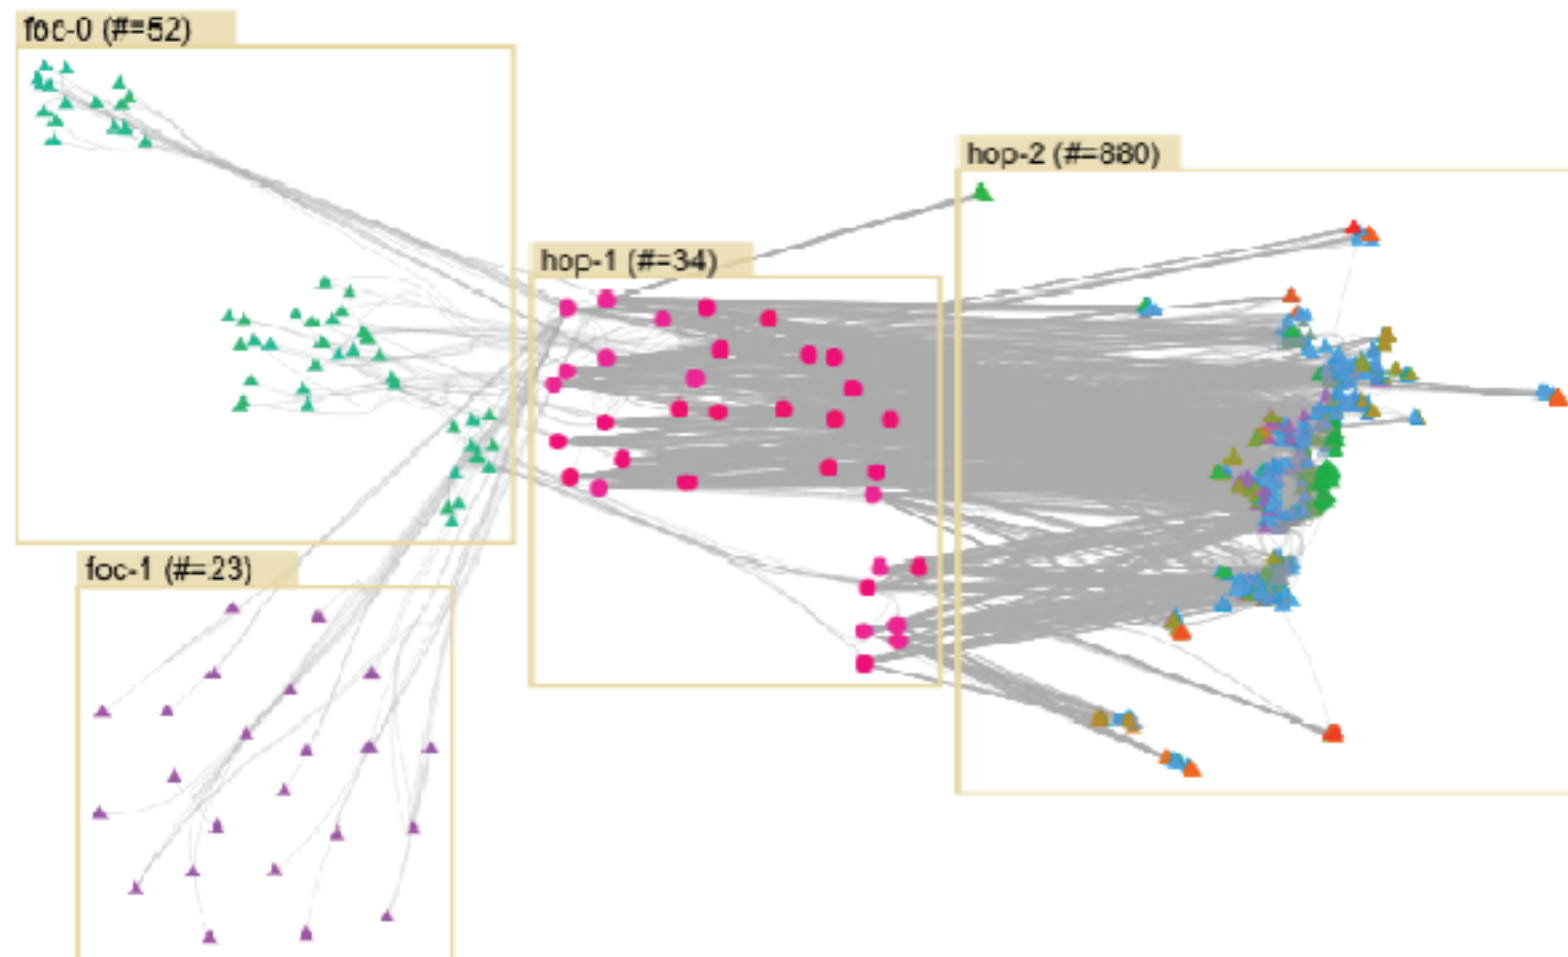 foc-0 (#=52)
hop-2 (#=880)
hop-1 (#=34)
foc-1 (#=23)